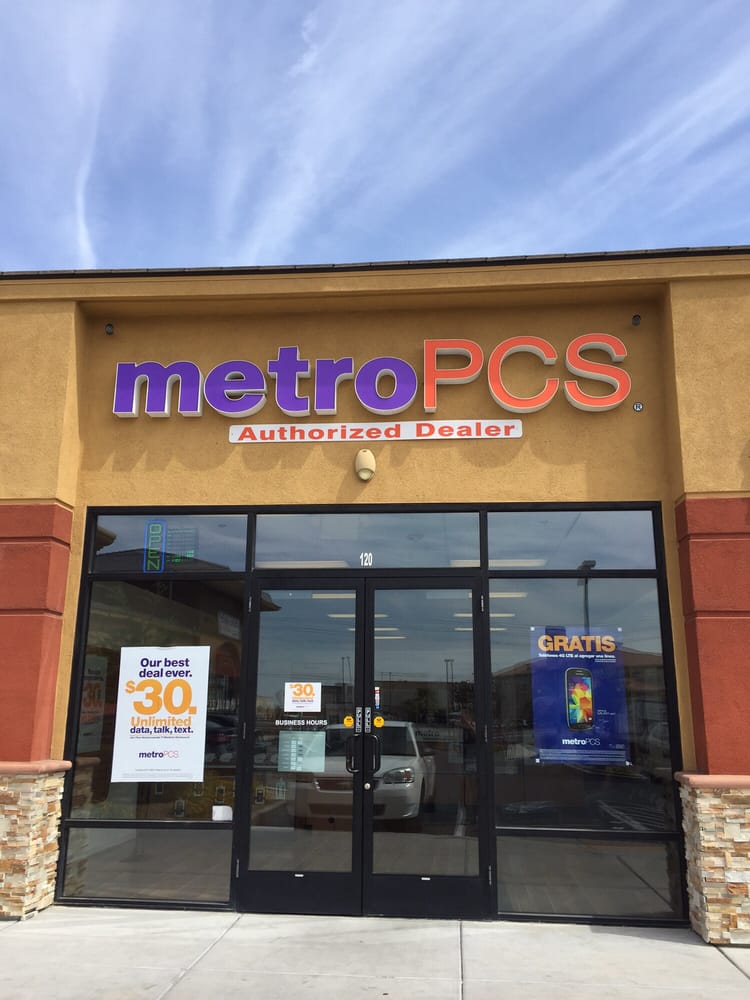 metroPCS®
Authorized Dealer
120
OPEN
Our best
deal ever.
$30.
Unlimited
data, talk, text.
metroPCS
$30.
BUSINESS HOURS
GRATIS
metroPCS